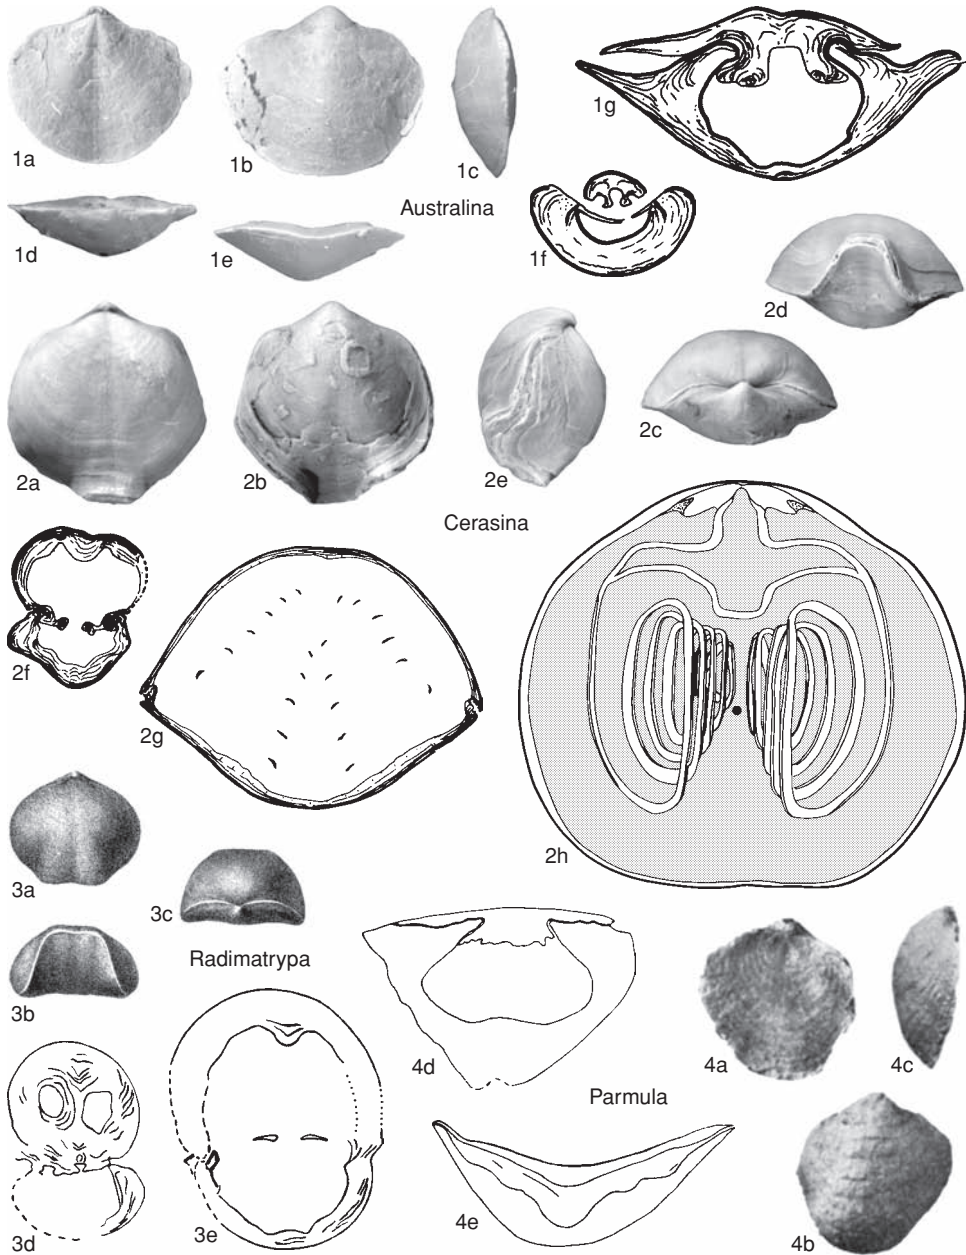 1a
1b
1c
1g
Australina
1d
1e
1f
2d
2a
2b
2e
2c
Cerasina
2f
2g
2h
3a
3c
3b
Radimatrypa
4d
4a
4c
Parmula
3d
3e
4e
4b